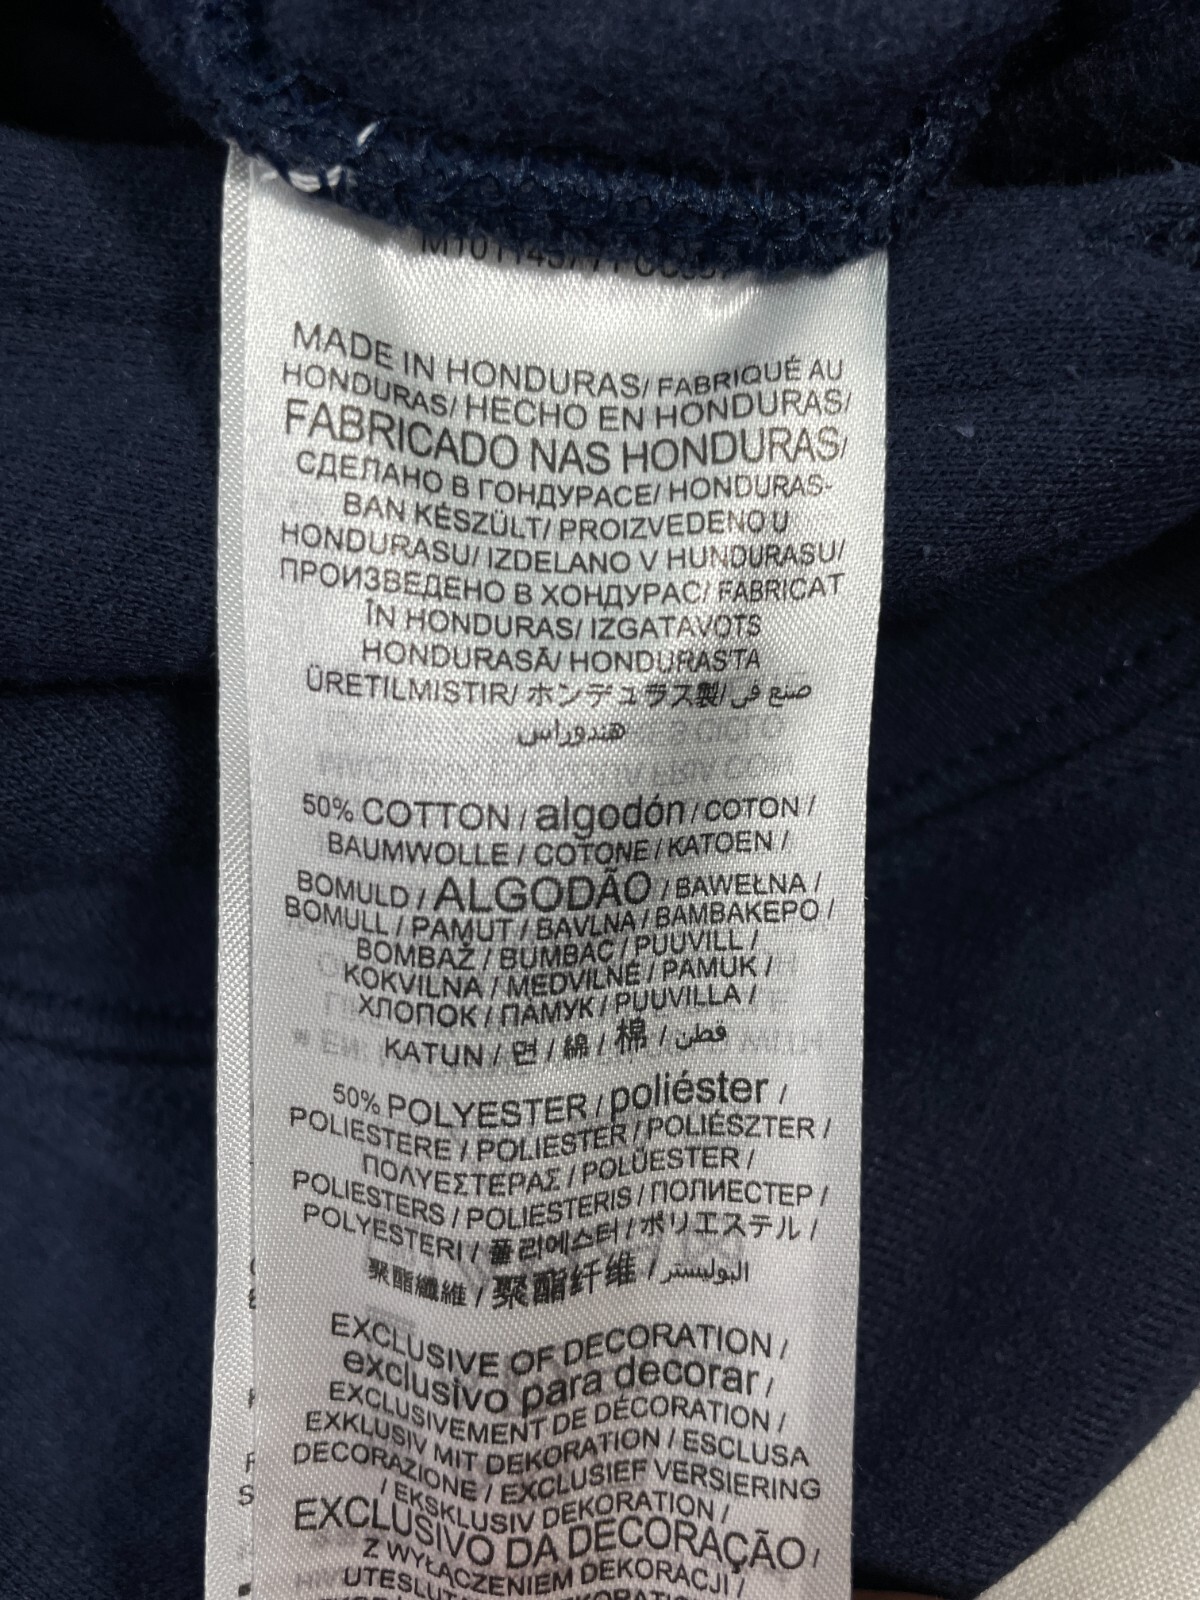 MADE IN HONDURAS/ FABRIQUÉ AU
HONDURAS/ HECHO EN HONDURAS/
FABRICADO NAS HONDURAS/
СДЕЛАНО В ГОНДУРАСЕ/ HONDURAS-
BAN KÉSZÜLT/ PROIZVEDENO U
HONDURASU/ IZDELANO V HUNDURASU/
ПРОИЗВЕДЕНО В ХОНДУРАС/ FABRICAT
ÎN HONDURAS/ IZGATAVOTS
HONDURASĀ/ HONDURASTA
ÜRETILMISTIR/ ホンデュラス製/ صنع في
هندوراس
50% COTTON / algodón / COTON /
BAUMWOLLE / COTONE / KATOEN /
BOMULD / ALGODÃO / BAWEŁNA /
BOMULL / PAMUT / BAVLNA / ΒΑΜΒΑΚΕΡΟ /
BOMBAŽ / BUMBAC / PUUVILL /
KOKVILNA / MEDVILNĖ / PAMUK /
ХЛОПОК / ПАМУК / PUUVILLA /
KATUN / 면 / 綿 / 棉 / قطن
50% POLYESTER / poliéster /
POLIESTERE / POLIESTER / POLIÉSZTER /
ΠΟΛΥΕΣΤΕΡΑΣ / POLÜESTER /
POLIESTERS / POLIESTERIS / ПОЛИЕСТЕР /
POLYESTERI / 폴리에스터 / ポリエステル /
聚酯纖維 / 聚酯纤维 / البوليستر
EXCLUSIVE OF DECORATION /
exclusivo para decorar /
EXCLUSIVEMENT DE DÉCORATION /
EXKLUSIV MIT DEKORATION / ESCLUSA
DECORAZIONE / EXCLUSIEF VERSIERING
/ EKSKLUSIV DEKORATION /
EXCLUSIVO DA DECORAÇÃO /
Z WYŁĄCZENIEM DEKORACJI /